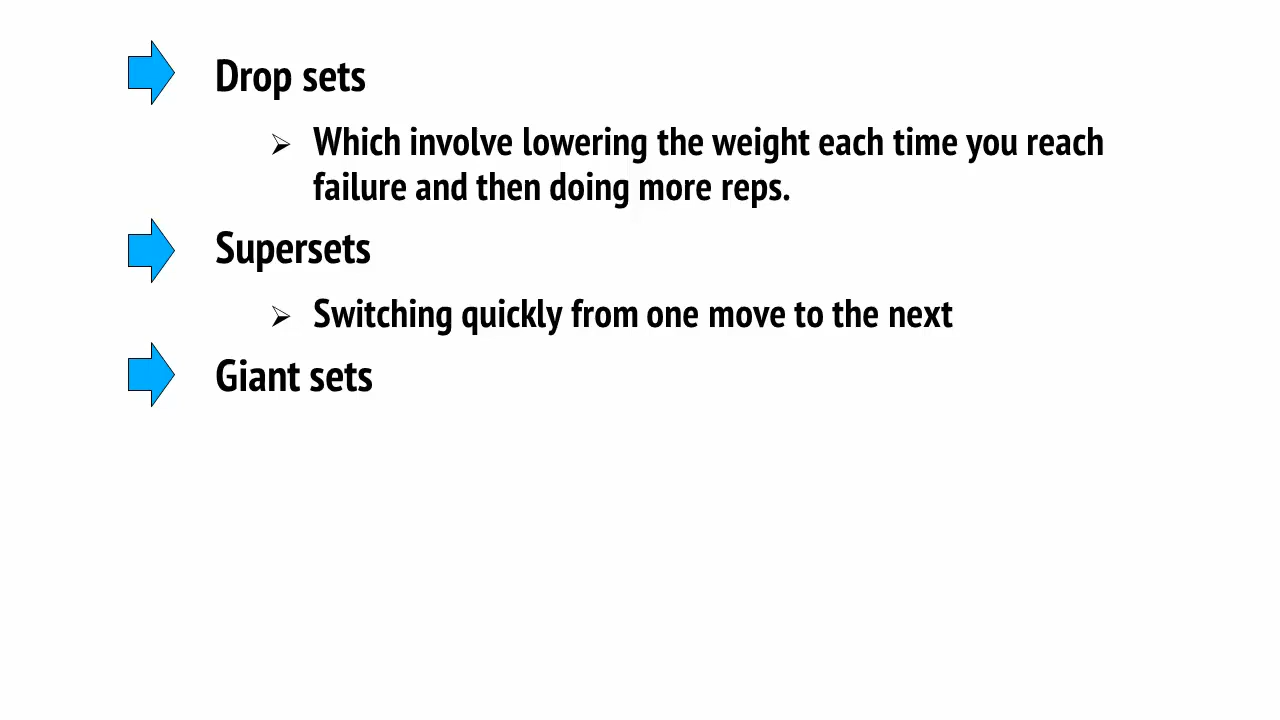 Drop sets
Which involve lowering the weight each time you reach
failure and then doing more reps.
Supersets
Switching quickly from one move to the next
Giant sets